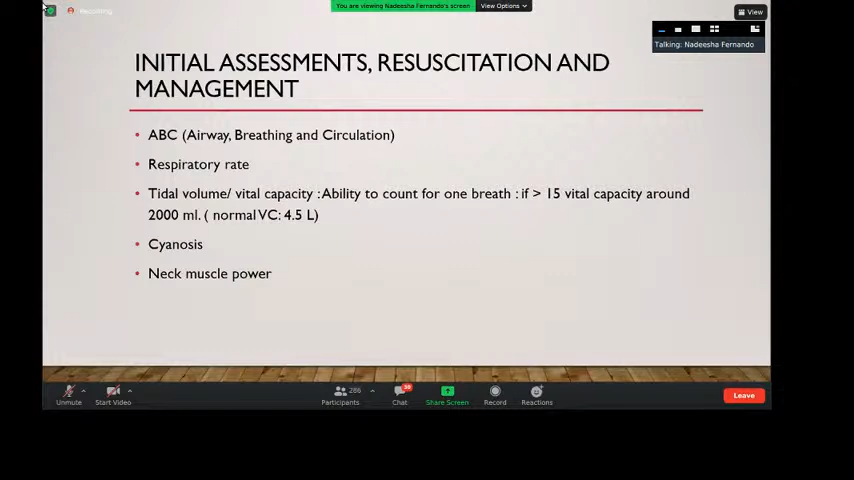 Recording
You are viewing Nadeesha Fernando's screen
View Options
View
Talking: Nadeesha Fernando
INITIAL ASSESSMENTS, RESUSCITATION AND
MANAGEMENT
• ABC (Airway, Breathing and Circulation)
• Respiratory rate
• Tidal volume/ vital capacity : Ability to count for one breath : if > 15 vital capacity around
2000 ml. ( normal VC: 4.5 L)
• Cyanosis
• Neck muscle power
Unmute
Start Video
286
Participants
30
Chat
Share Screen
Record
Reactions
Leave